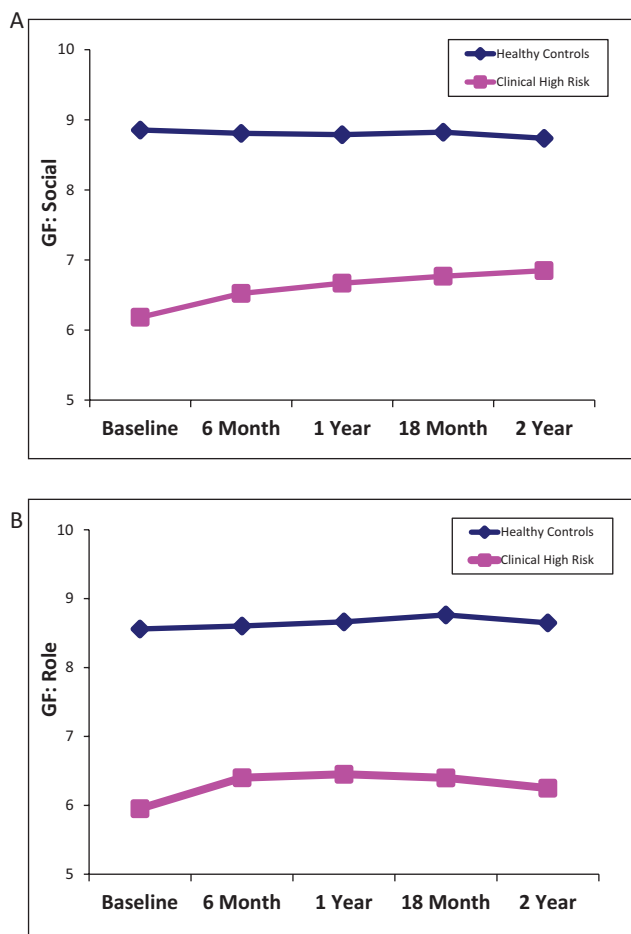 A
10
9
8
7
6
5
GF: Social
Healthy Controls
Clinical High Risk
Baseline 6 Month 1 Year 18 Month 2 Year
B
10
9
8
7
6
5
GF: Role
Healthy Controls
Clinical High Risk
Baseline 6 Month 1 Year 18 Month 2 Year